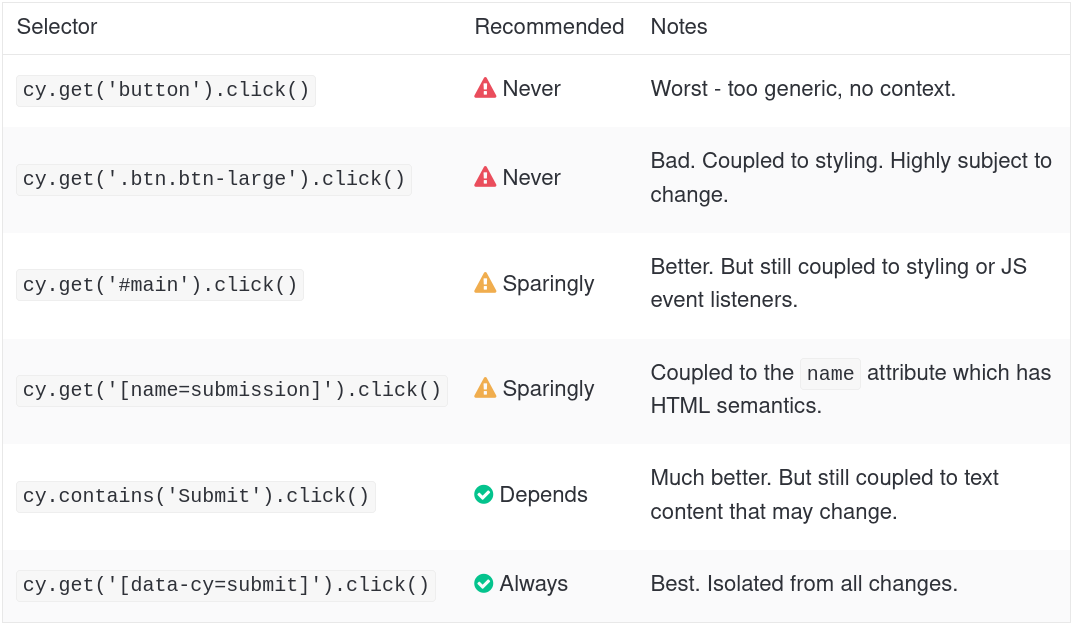 Selector Recommended Notes
cy.get('button').click() Never Worst - too generic, no context.
cy.get('.btn.btn-large').click() Never Bad. Coupled to styling. Highly subject to
change.
cy.get('#main').click() Sparingly Better. But still coupled to styling or JS
event listeners.
cy.get('[name=submission]').click() Sparingly Coupled to the name attribute which has
HTML semantics.
cy.contains('Submit').click() Depends Much better. But still coupled to text
content that may change.
cy.get('[data-cy=submit]').click() Always Best. Isolated from all changes.